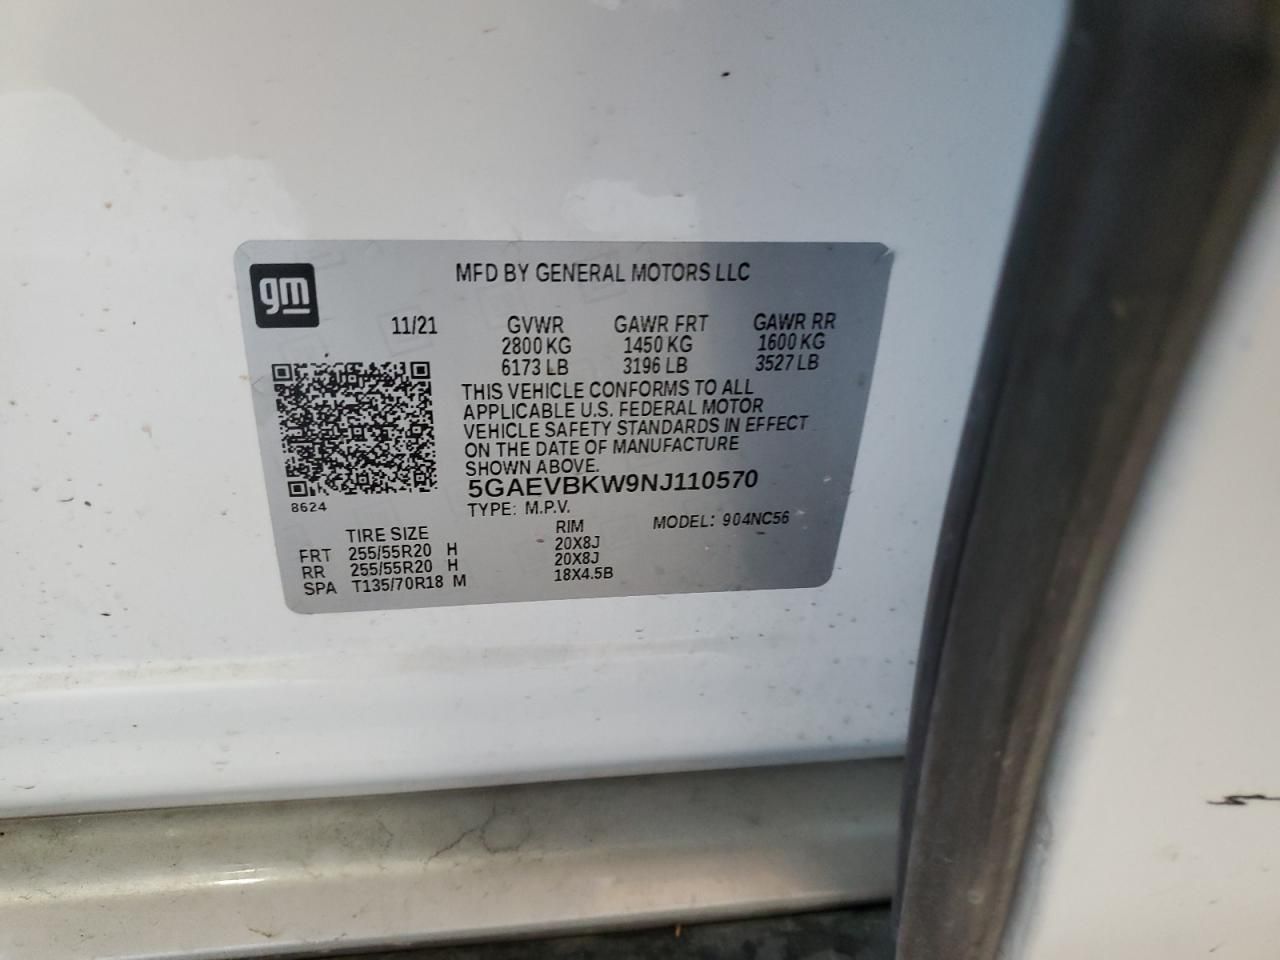 gm
MFD BY GENERAL MOTORS LLC
11/21 GVWR GAWR FRT GAWR RR
2800 KG 1450 KG 1600 KG
6173 LB 3196 LB 3527 LB
THIS VEHICLE CONFORMS TO ALL
APPLICABLE U.S. FEDERAL MOTOR
VEHICLE SAFETY STANDARDS IN EFFECT
ON THE DATE OF MANUFACTURE
SHOWN ABOVE.
5GAEVBKW9NJ110570
8624
TYPE: M.P.V. MODEL: 904NC56
TIRE SIZE RIM
FRT 255/55R20 H 20X8J
RR 255/55R20 H 20X8J
SPA T135/70R18 M 18X4.5B